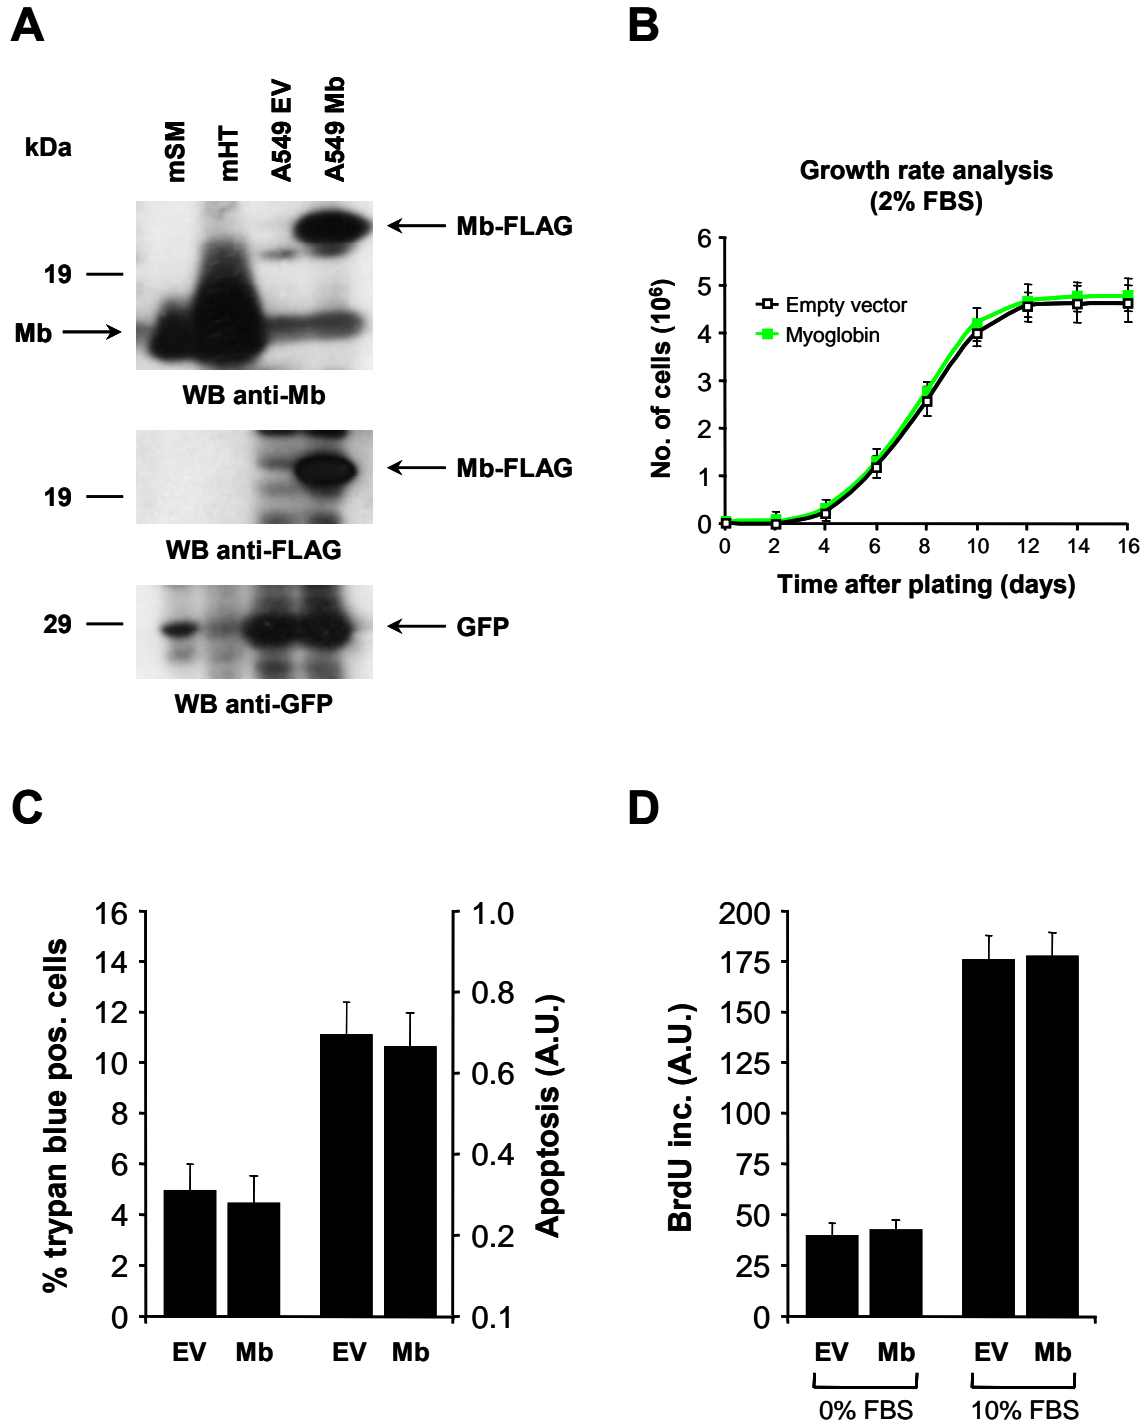 A
kDa
mSM
mHT
A549 EV
A549 Mb
Mb-FLAG
19
Mb
WB anti-Mb
Mb-FLAG
19
WB anti-FLAG
29
GFP
WB anti-GFP
B
Growth rate analysis
(2% FBS)
No. of cells (10⁶)
6
5
4
3
2
1
0
Empty vector
Myoglobin
0 2 4 6 8 10 12 14 16
Time after plating (days)
C
% trypan blue pos. cells
16
14
12
10
8
6
4
2
0
1.0
0.8
0.6
0.4
0.2
0.1
Apoptosis (A.U.)
EV Mb EV Mb
D
BrdU inc. (A.U.)
200
175
150
125
100
75
50
25
0
EV Mb EV Mb
0% FBS 10% FBS